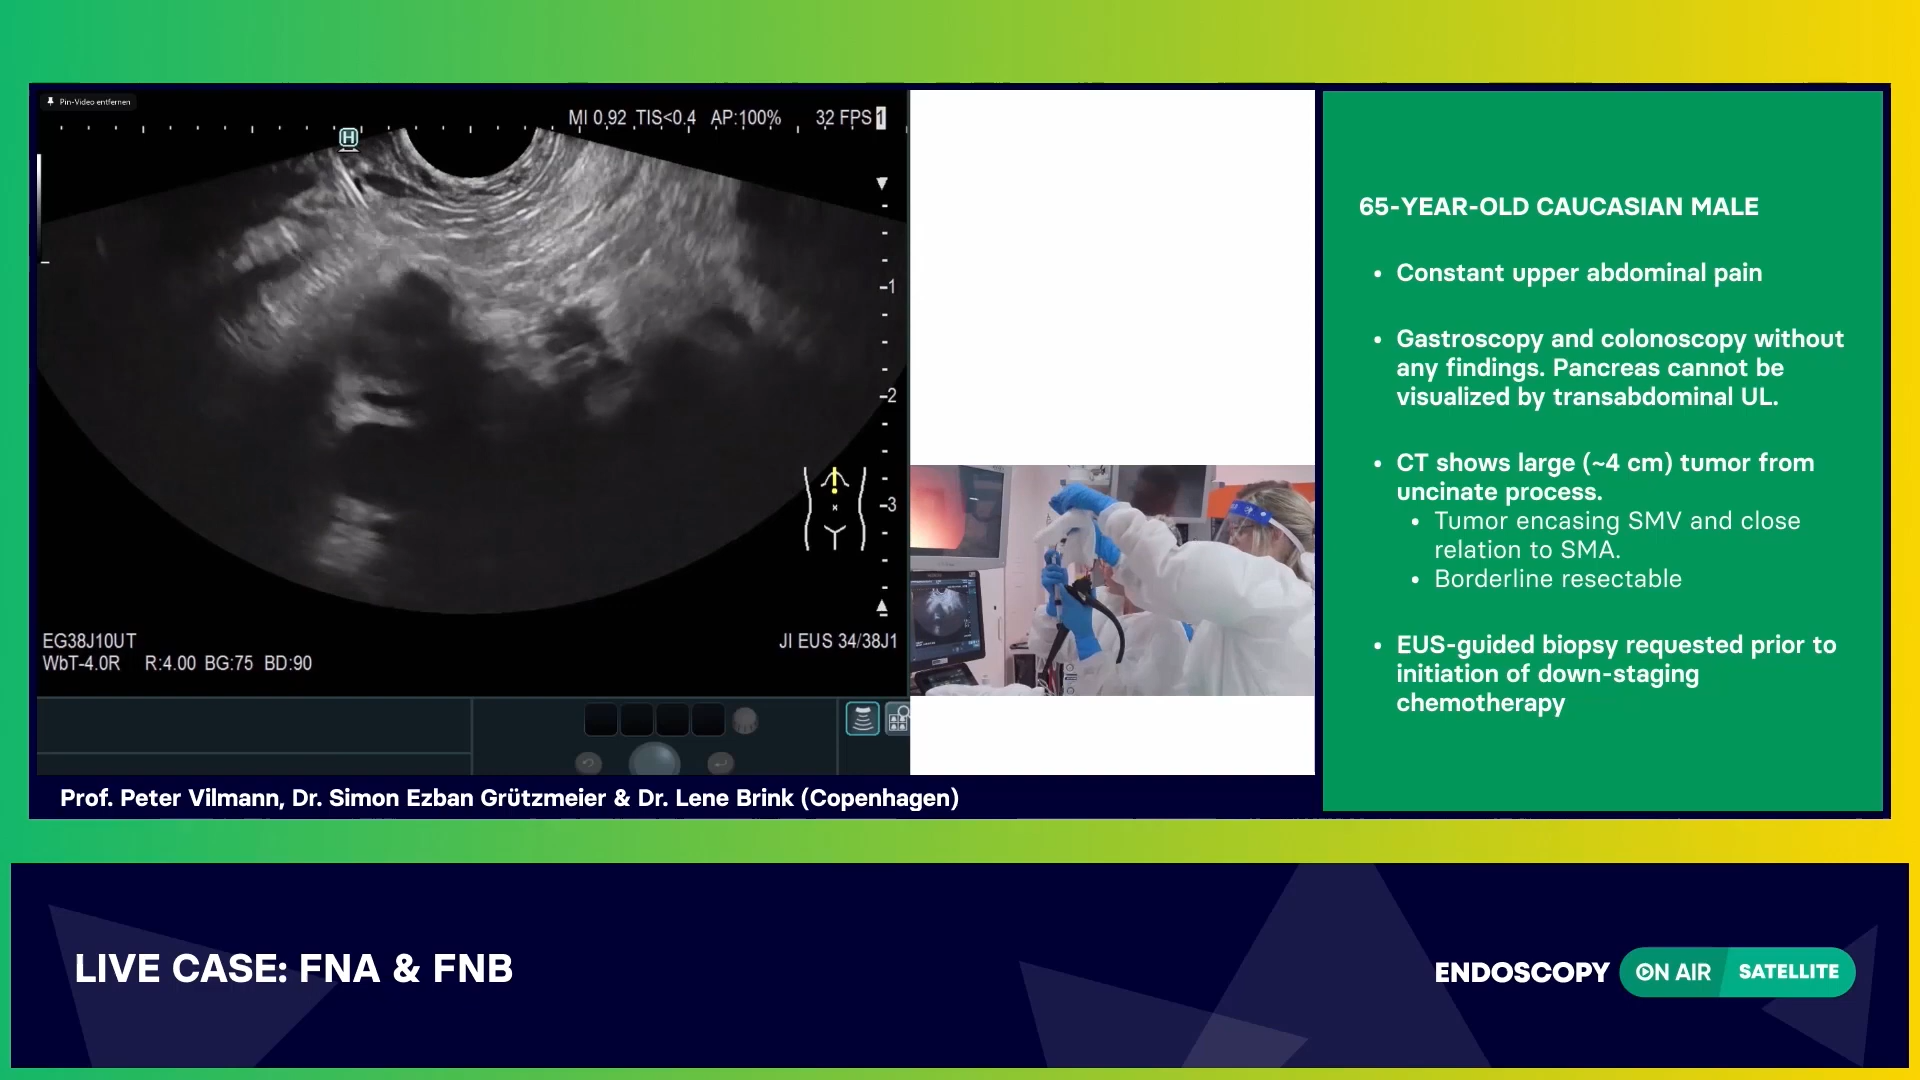 Pin-Video entfernen
MI 0.92 TIS<0.4 AP:100% 32 FPS 1
H
1
2
3
EG38J10UT
WbT-4.0R R:4.00 BG:75 BD:90
JI EUS 34/38J1
65-YEAR-OLD CAUCASIAN MALE
• Constant upper abdominal pain
• Gastroscopy and colonoscopy without
any findings. Pancreas cannot be
visualized by transabdominal UL.
• CT shows large (~4 cm) tumor from
uncinate process.
• Tumor encasing SMV and close
relation to SMA.
• Borderline resectable
• EUS-guided biopsy requested prior to
initiation of down-staging
chemotherapy
Prof. Peter Vilmann, Dr. Simon Ezban Grützmeier & Dr. Lene Brink (Copenhagen)
LIVE CASE: FNA & FNB
ENDOSCOPY ON AIR SATELLITE